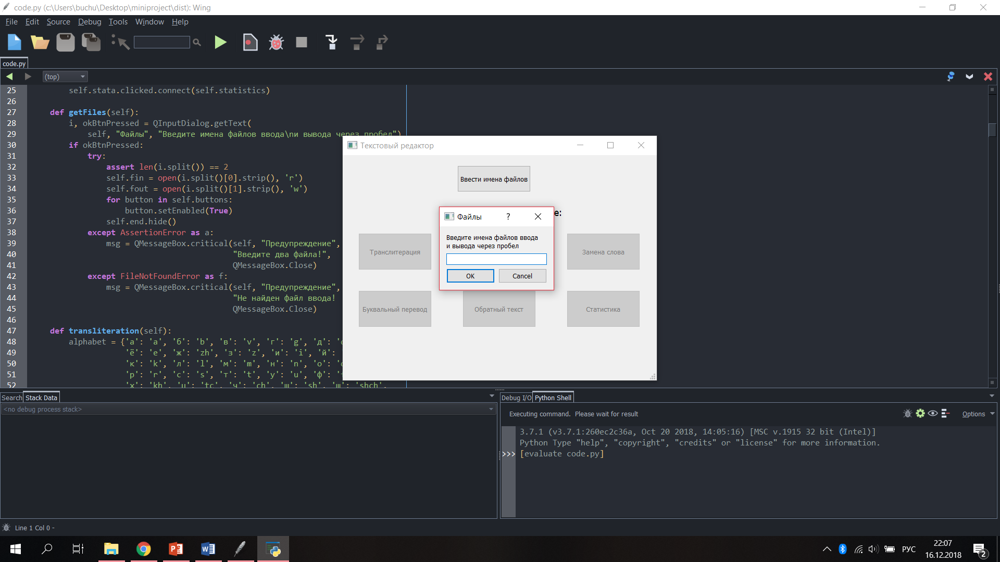 code.py (c:\Users\buchu\Desktop\miniproject\dist): Wing
File Edit Source Debug Tools Window Help
code.py
(top)
25 self.stata.clicked.connect(self.statistics)
26
27 def getFiles(self):
28 i, okBtnPressed = QInputDialog.getText(
29 self, "Файлы", "Введите имена файлов ввода\nи вывода через пробел")
30 if okBtnPressed:
31 try:
32 assert len(i.split()) == 2
33 self.fin = open(i.split()[0].strip(), 'r')
34 self.fout = open(i.split()[1].strip(), 'w')
35 for button in self.buttons:
36 button.setEnabled(True)
37 self.end.hide()
38 except AssertionError as a:
39 msg = QMessageBox.critical(self, "Предупреждение",
40 "Введите два файла!",
41 QMessageBox.Close)
42 except FileNotFoundError as f:
43 msg = QMessageBox.critical(self, "Предупреждение",
44 "Не найден файл ввода!
45 QMessageBox.Close)
46
47 def transliteration(self):
48 alphabet = {'а': 'a', 'б': 'b', 'в': 'v', 'г': 'g', 'д':
49 'ё': 'e', 'ж': 'zh', 'з': 'z', 'и': 'i', 'й':
50 'к': 'k', 'л': 'l', 'м': 'm', 'н': 'n', 'о':
51 'р': 'r', 'с': 's', 'т': 't', 'у': 'u', 'ф':
52 'х': 'kh', 'ц': 'tc', 'ч': 'ch', 'ш': 'sh', 'щ': 'shch',
Текстовый редактор
Ввести имена файлов
е:
Транслитерация
Замена слова
Буквальный перевод
Обратный текст
Статистика
Файлы ?
Введите имена файлов ввода
и вывода через пробел
OK Cancel
Search Stack Data
<no debug process stack>
Debug I/O Python Shell
Executing command. Please wait for result
Options
3.7.1 (v3.7.1:260ec2c36a, Oct 20 2018, 14:05:16) [MSC v.1915 32 bit (Intel)]
Python Type "help", "copyright", "credits" or "license" for more information.
>>> [evaluate code.py]
Line 1 Col 0 -
РУС
22:07
16.12.2018
2